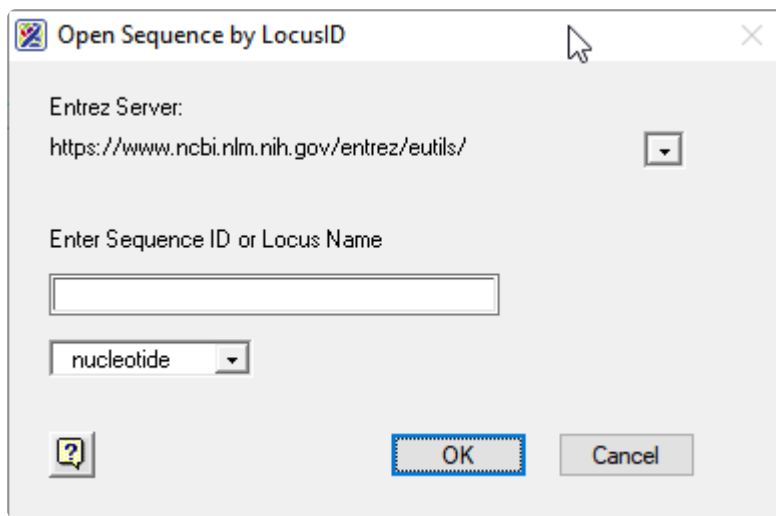 Open Sequence by LocusID
Entrez Server:
https://www.ncbi.nlm.nih.gov/entrez/eutils/
Enter Sequence ID or Locus Name
nucleotide
?
OK
Cancel